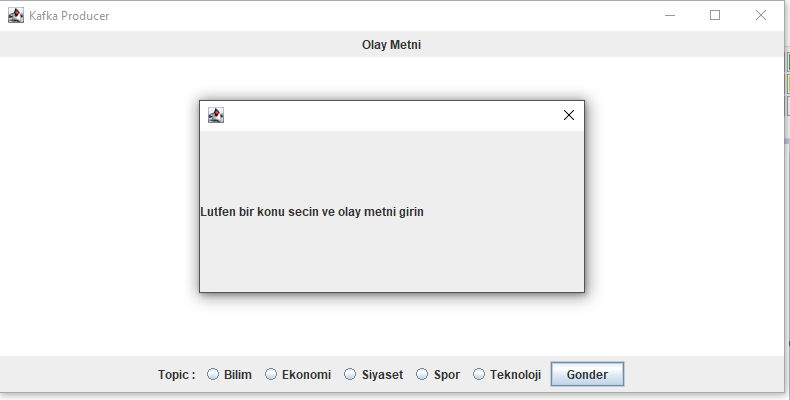 Kafka Producer
Olay Metni
Lutfen bir konu secin ve olay metni girin
Topic : Bilim Ekonomi Siyaset Spor Teknoloji Gonder